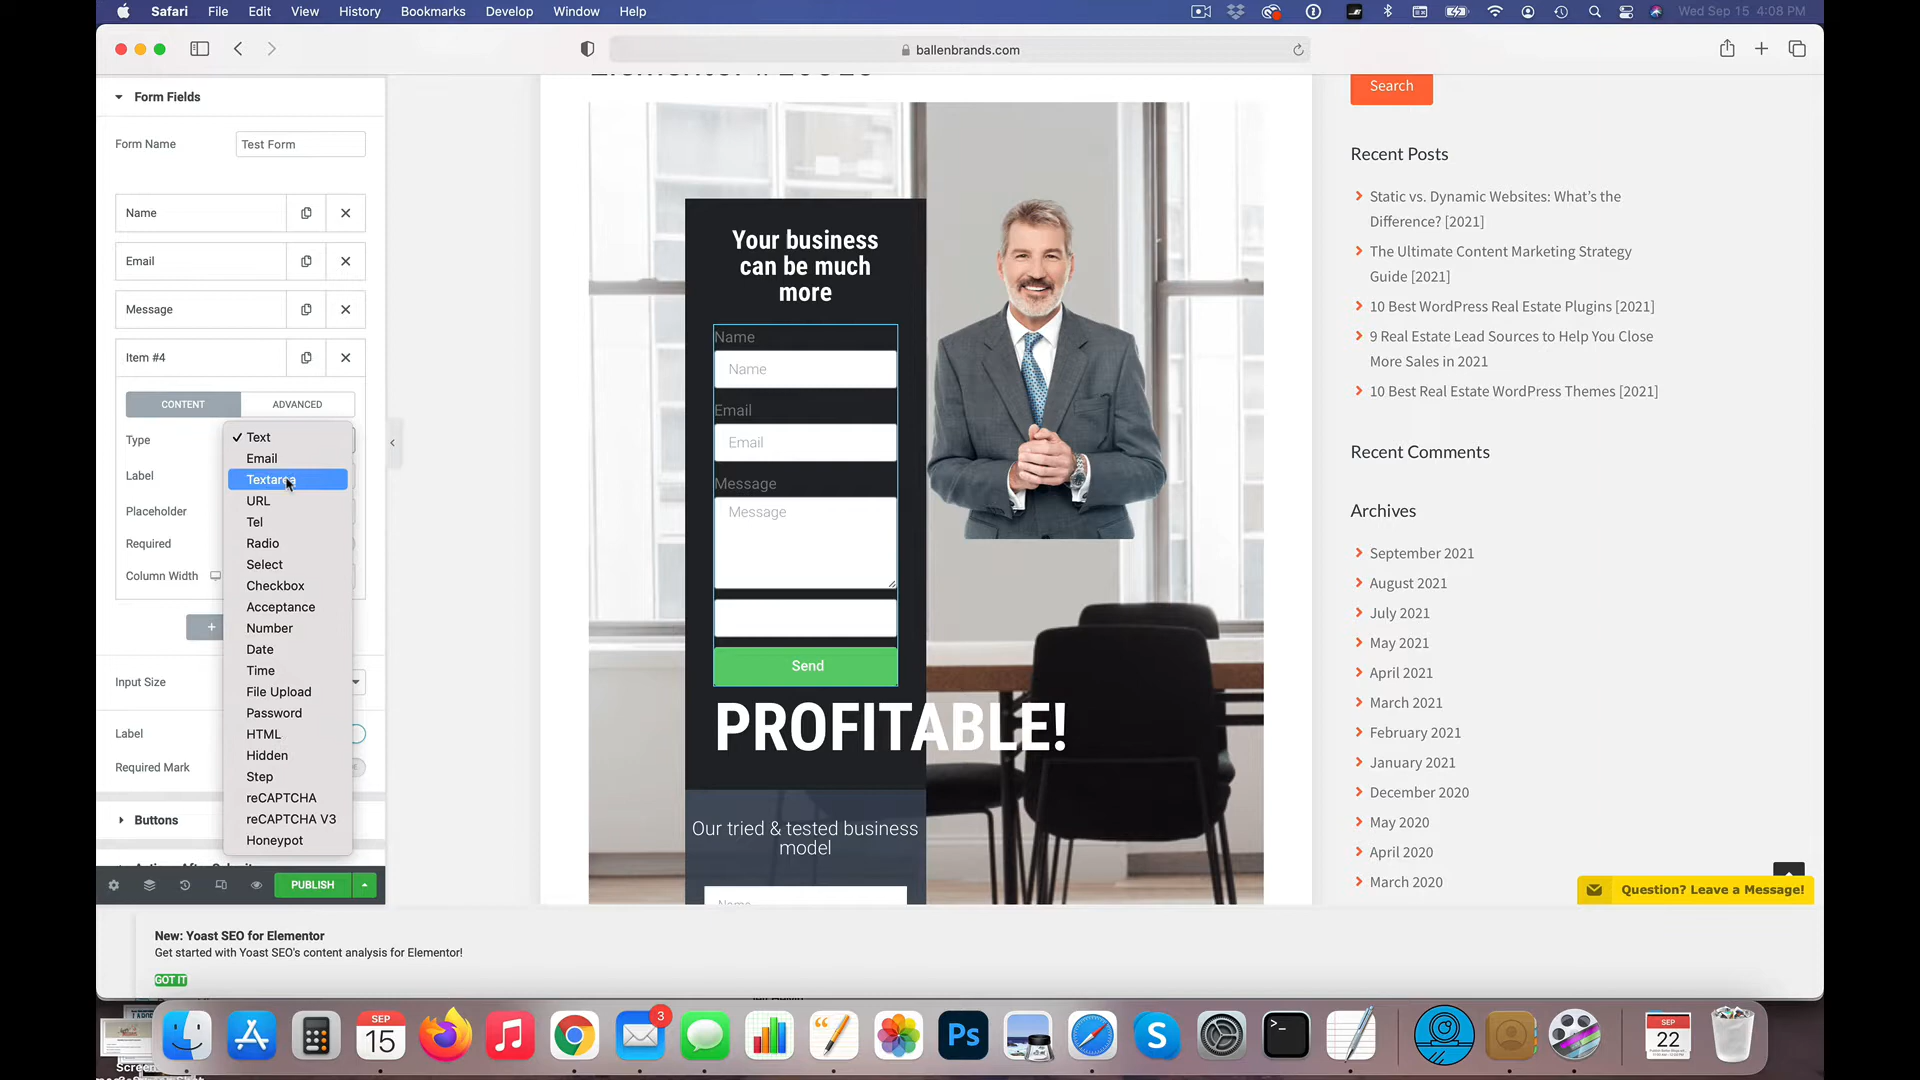 Safari File Edit View History Bookmarks Develop Window Help
Wed Sep 15 4:08 PM
ballenbrands.com
Form Fields
Form Name
Test Form
Name
Email
Message
Item #4
CONTENT
ADVANCED
Type
Label
Placeholder
Required
Column Width
✓ Text
Email
Textarea
URL
Tel
Radio
Select
Checkbox
Acceptance
Number
Date
Time
File Upload
Password
HTML
Hidden
Step
reCAPTCHA
reCAPTCHA V3
Honeypot
+
Input Size
Label
Required Mark
Buttons
PUBLISH
Your business
can be much
more
Name
Name
Email
Email
Message
Message
Send
PROFITABLE!
Our tried & tested business
model
Name
Search
Recent Posts
Static vs. Dynamic Websites: What's the
Difference? [2021]
The Ultimate Content Marketing Strategy
Guide [2021]
10 Best WordPress Real Estate Plugins [2021]
9 Real Estate Lead Sources to Help You Close
More Sales in 2021
10 Best Real Estate WordPress Themes [2021]
Recent Comments
Archives
September 2021
August 2021
July 2021
May 2021
April 2021
March 2021
February 2021
January 2021
December 2020
May 2020
April 2020
March 2020
Question? Leave a Message!
New: Yoast SEO for Elementor
Get started with Yoast SEO's content analysis for Elementor!
GOT IT
SEP
15
3
Ps
S
>_
SEP
22
Screen